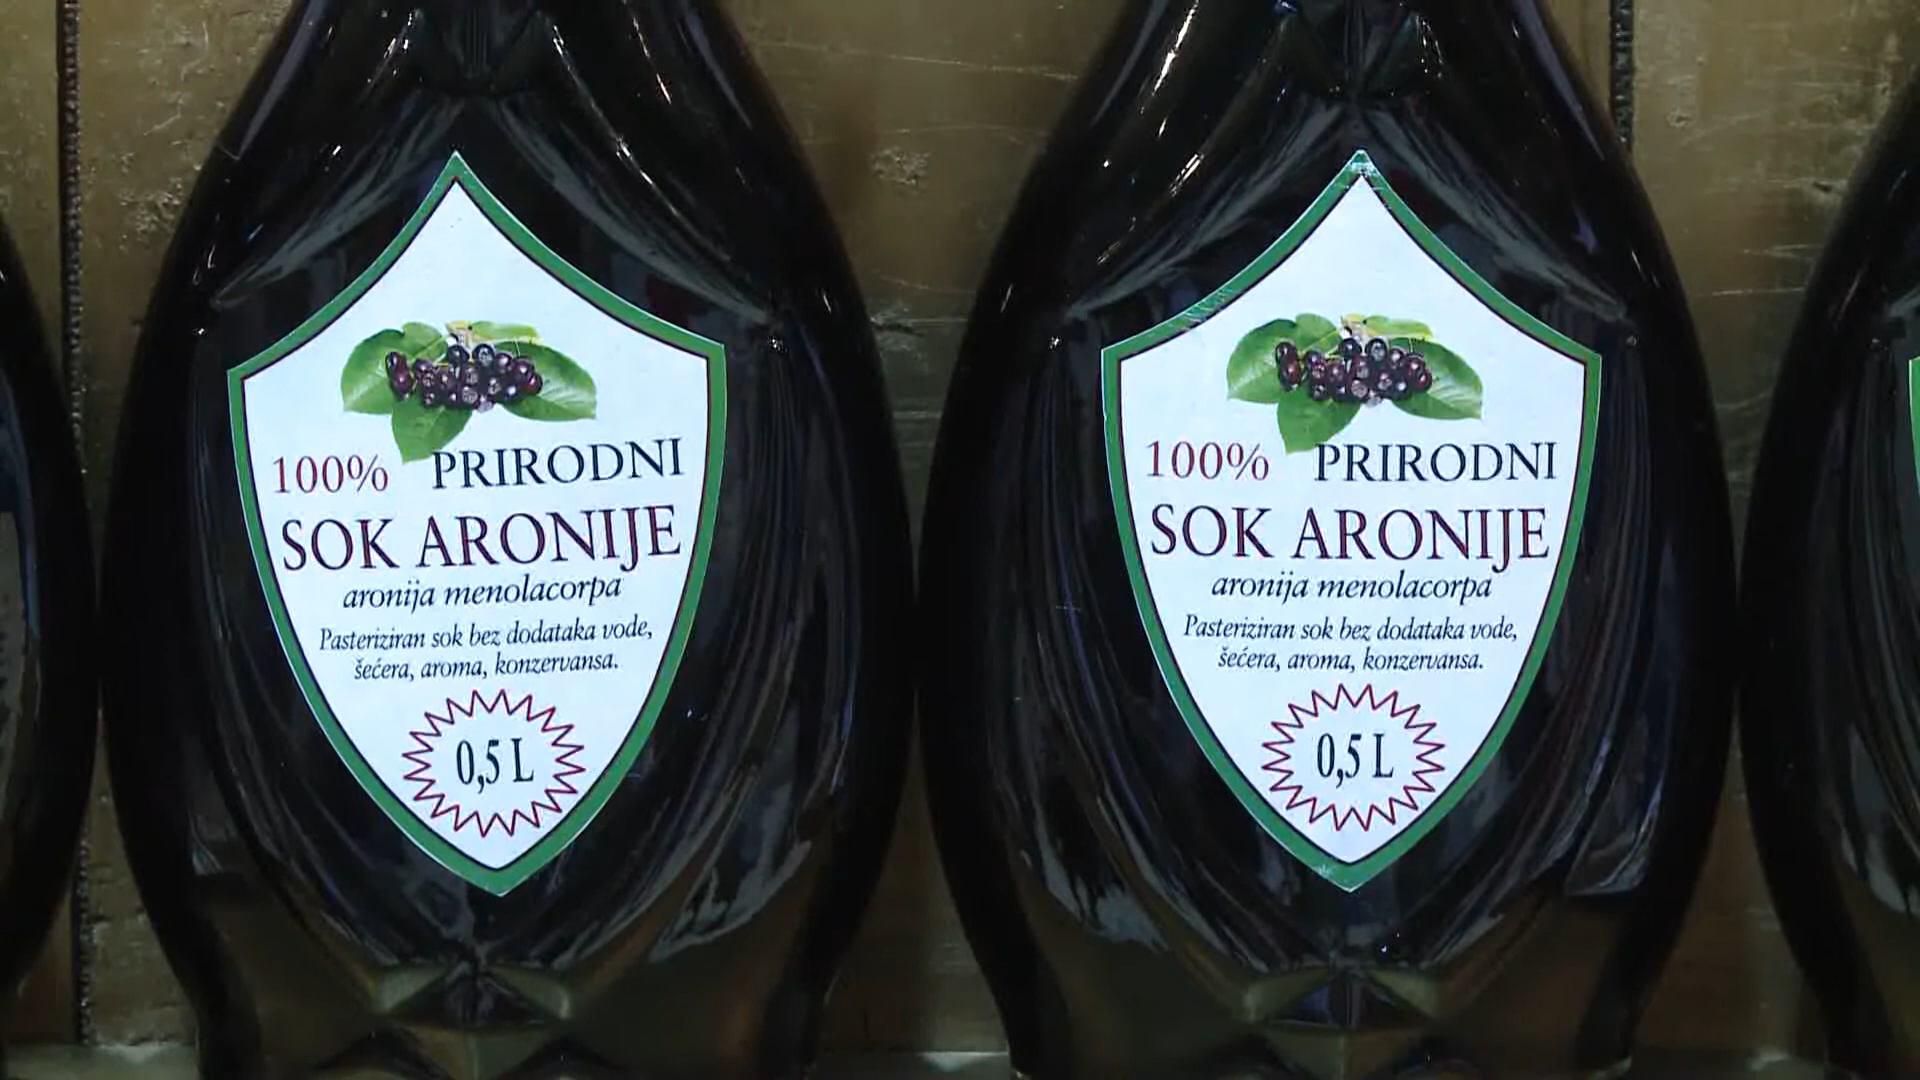 100% PRIRODNI
SOK ARONIJE
aronija menolacorpa
Pasteriziran sok bez dodataka vode,
šećera, aroma, konzervansa.
0,5 L
100% PRIRODNI
SOK ARONIJE
aronija menolacorpa
Pasteriziran sok bez dodataka vode,
šećera, aroma, konzervansa.
0,5 L